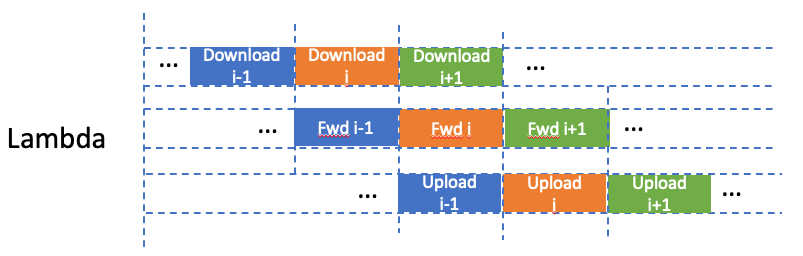 ... Download Download Download ...
i-1 i i+1
... Fwd i-1 Fwd i Fwd i+1 ...
Lambda
... Upload Upload Upload ...
i-1 i i+1